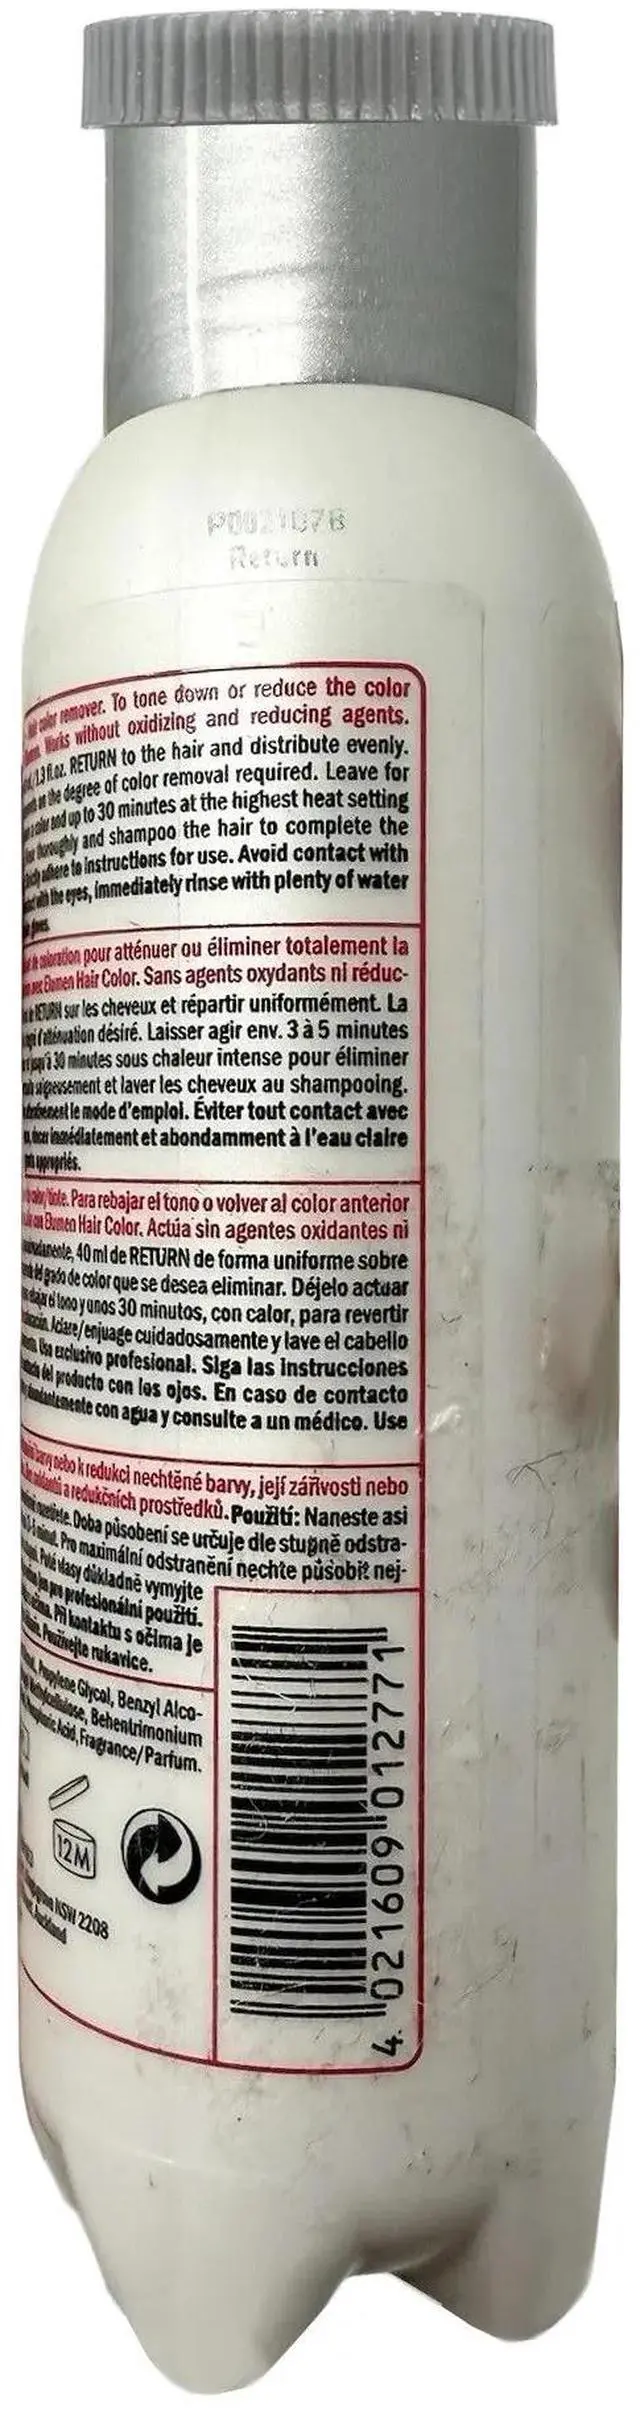 Return
color remover. To tone down or reduce the color
Works without oxidizing and reducing agents.
1.3 fl.oz. RETURN to the hair and distribute evenly.
the degree of color removal required. Leave for
color and up to 30 minutes at the highest heat setting
thoroughly and shampoo the hair to complete the
adhere to instructions for use. Avoid contact with
with the eyes, immediately rinse with plenty of water
gloves.
coloration pour atténuer ou éliminer totalement la
avec Elumen Hair Color. Sans agents oxydants ni réduc-
RETURN sur les cheveux et répartir uniformément. La
d'atténuation désiré. Laisser agir env. 3 à 5 minutes
jusqu'à 30 minutes sous chaleur intense pour éliminer
soigneusement et laver les cheveux au shampooing.
le mode d'emploi. Éviter tout contact avec
rincer immédiatement et abondamment à l'eau claire
appropriés.
color/tinte. Para rebajar el tono o volver al color anterior
con Elumen Hair Color. Actúa sin agentes oxidantes ni
40 ml de RETURN de forma uniforme sobre
del grado de color que se desea eliminar. Déjelo actuar
el tono y unos 30 minutos, con calor, para revertir
Aclare/enjuague cuidadosamente y lave el cabello
Uso exclusivo profesional. Siga las instrucciones
del producto con los ojos. En caso de contacto
abundantemente con agua y consulte a un médico. Use
barvy nebo k redukci nechtěné barvy, její zářivosti nebo
a redukčních prostředků. Použití: Naneste asi
Doba působení se určuje dle stupně odstra-
Pro maximální odstranění nechte působit nej-
vlasy důkladně vymyjte
pro profesionální použití.
Při kontaktu s očima je
Používejte rukavice.
Propylene Glycol, Benzyl Alco-
Behentrimonium
Acid, Fragrance/Parfum.
12M
NSW 2208
Auckland
4 021609 012771